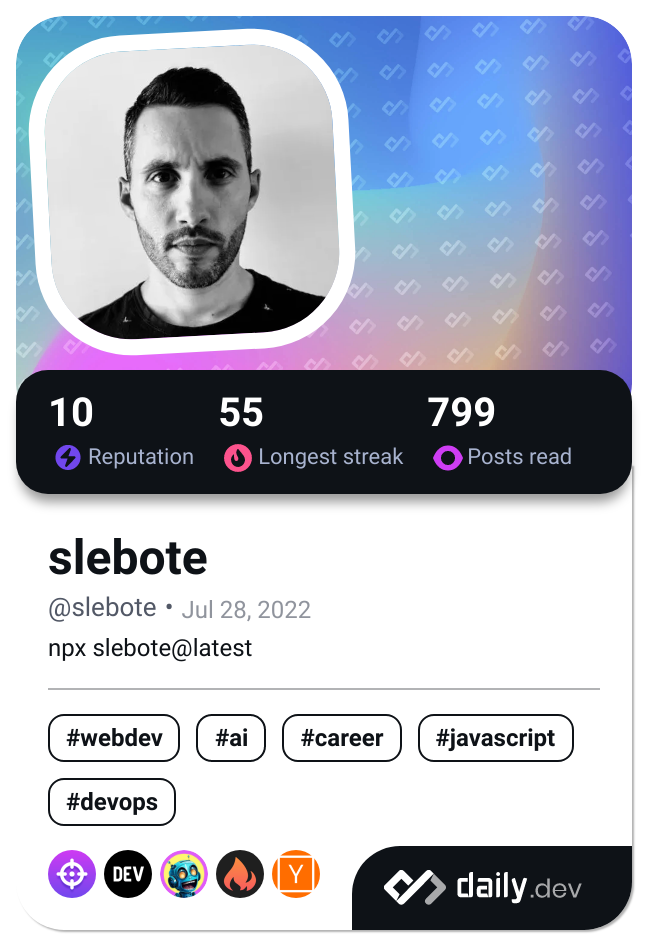 10 55 799
Reputation Longest streak Posts read
slebote
@slebote • Jul 28, 2022
npx slebote@latest
#webdev #ai #career #javascript
#devops
DEV Y daily.dev